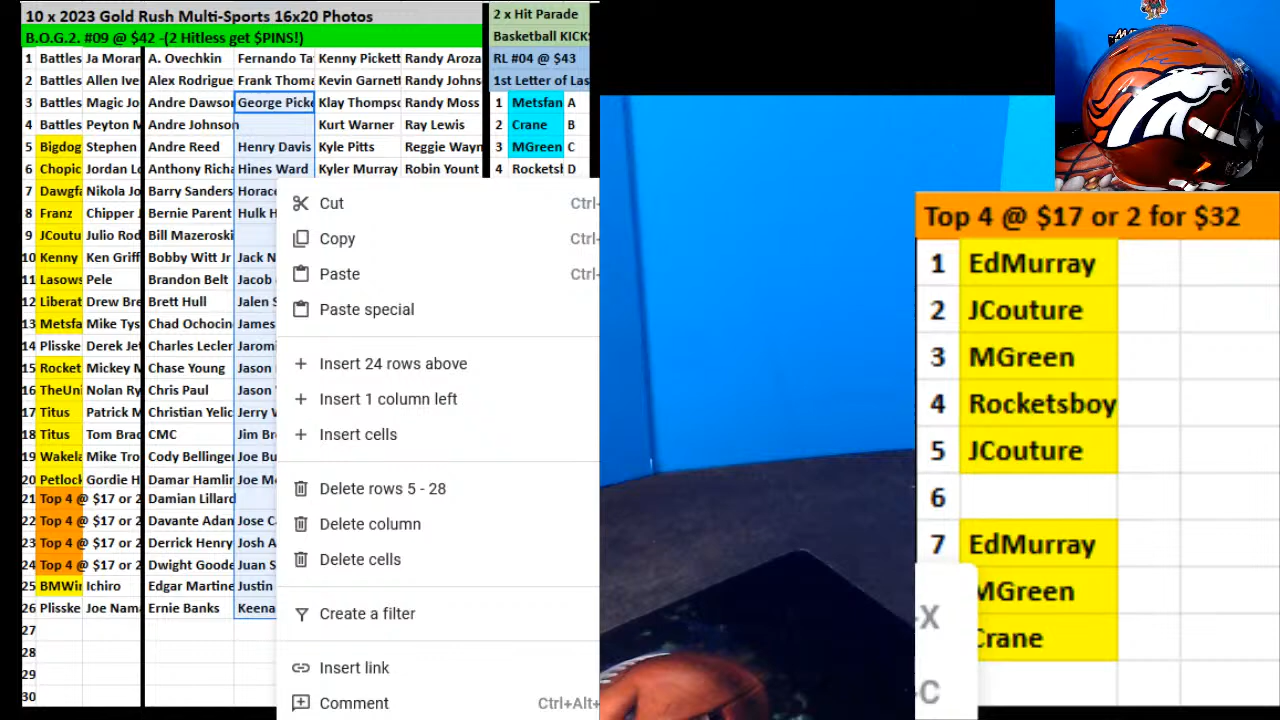 10 x 2023 Gold Rush Multi-Sports 16x20 Photos
B.O.G.2. #09 @ $42 -(2 Hitless get $PINS!)
1 Battles Ja Moran A. Ovechkin Fernando Ta Kenny Pickett Randy Aroza
2 Battles Allen Ive Alex Rodrigue Frank Thoma Kevin Garnett Randy Johns
3 Battles Magic Jo Andre Dawson George Picke Klay Thompso Randy Moss
4 Battles Peyton M Andre Johnson Kurt Warner Ray Lewis
5 Bigdog Stephen Andre Reed Henry Davis Kyle Pitts Reggie Wayn
6 Chopic Jordan Lo Anthony Richa Hines Ward Kyler Murray Robin Yount
7 Dawgfa Nikola Jo Barry Sanders Horace
8 Franz Chipper J Bernie Parent Hulk H
9 JCoutu Julio Rod Bill Mazeroski
10 Kenny Ken Griff Bobby Witt Jr Jack N
11 Lasows Pele Brandon Belt Jacob
12 Liberat Drew Bre Brett Hull Jalen S
13 Metsfa Mike Tys Chad Ochocin James
14 Plisske Derek Jet Charles Lecler Jaromi
15 Rocket Mickey M Chase Young Jason
16 TheUni Nolan Ry Chris Paul Jason
17 Titus Patrick M Christian Yelic Jerry
18 Titus Tom Brad CMC Jim Br
19 Wakela Mike Tro Cody Bellinger Joe Bu
20 Petlock Gordie H Damar Hamlin Joe Mo
21 Top 4 @ $17 or 2 Damian Lillard
22 Top 4 @ $17 or 2 Davante Adan Jose C
23 Top 4 @ $17 or 2 Derrick Henry Josh A
24 Top 4 @ $17 or 2 Dwight Goode Juan S
25 BMWin Ichiro Edgar Martine Justin
26 Plisske Joe Nam Ernie Banks Keena
27
28
29
30
Cut Ctrl-
Copy Ctrl-
Paste Ctrl-
Paste special
Insert 24 rows above
Insert 1 column left
Insert cells
Delete rows 5 - 28
Delete column
Delete cells
Create a filter
Insert link
Comment Ctrl+Alt+
2 x Hit Parade
Basketball KICKS
RL #04 @ $43
1st Letter of Las
1 Metsfan A
2 Crane B
3 MGreen C
4 Rocketsb D
Top 4 @ $17 or 2 for $32
1 EdMurray
2 JCouture
3 MGreen
4 Rocketsboy
5 JCouture
6
7 EdMurray
MGreen
Crane
X
C